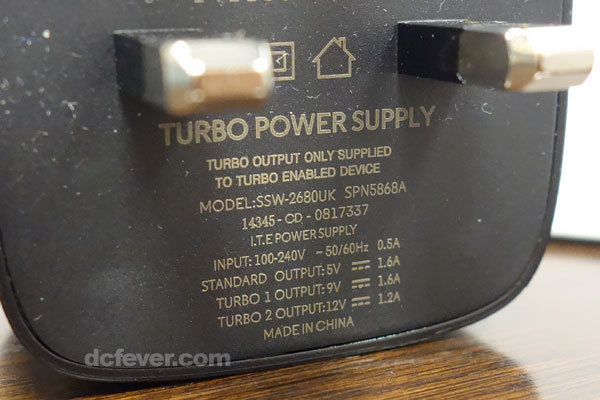 TURBO POWER SUPPLY
TURBO OUTPUT ONLY SUPPLIED
TO TURBO ENABLED DEVICE
MODEL:SSW-2680UK SPN5868A
14345-CD-0817337
I.T.E POWER SUPPLY
INPUT:100-240V ~50/60Hz 0.5A
STANDARD OUTPUT:5V ⎓ 1.6A
TURBO 1 OUTPUT:9V ⎓ 1.6A
TURBO 2 OUTPUT:12V ⎓ 1.2A
MADE IN CHINA
dcfever.com